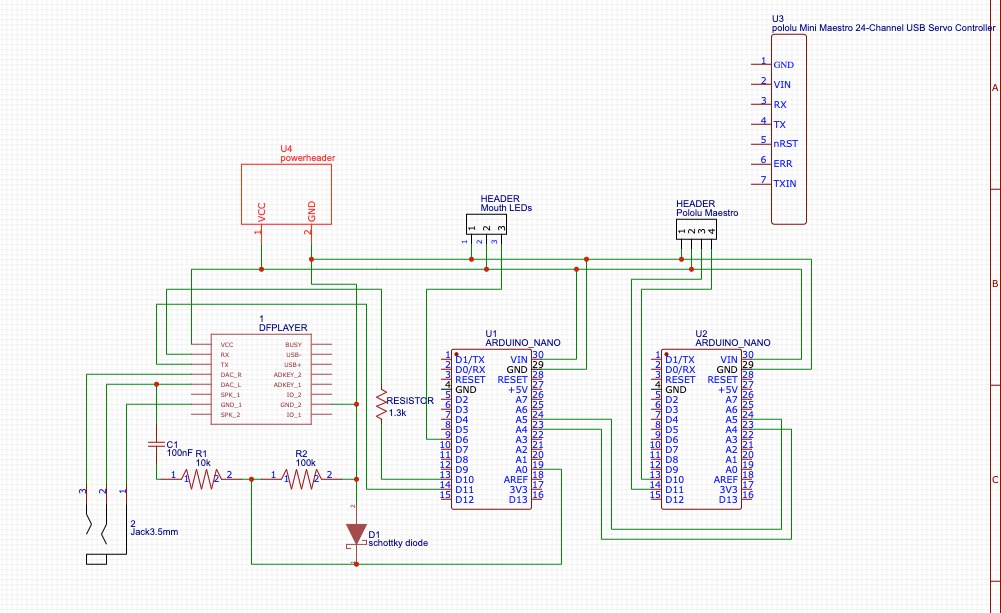 U3
pololu Mini Maestro 24-Channel USB Servo Controller
1 GND
2 VIN
3 RX
4 TX
5 nRST
6 ERR
7 TXIN
A
B
C
U4
powerheader
VCC
GND
1
2
HEADER
Mouth LEDs
1 2 3
1 2 3
HEADER
Pololu Maestro
1 2 3 4
1
DFPLAYER
VCC BUSY
RX USB-
TX USB+
DAC_R ADKEY_2
DAC_L ADKEY_1
SPK_1 IO_2
GND_1 GND_2
SPK_2 IO_1
RESISTOR
1.3k
C1
100nF
R1
10k
1 1 2 2
R2
100k
1 1 2 2
3 2 1
2
Jack3.5mm
2
D1
schottky diode
1
U1
ARDUINO_NANO
1 D1/TX VIN 30
2 D0/RX GND 29
3 RESET RESET 28
4 GND +5V 27
5 D2 A7 26
6 D3 A6 25
7 D4 A5 24
8 D5 A4 23
9 D6 A3 22
10 D7 A2 21
11 D8 A1 20
12 D9 A0 19
13 D10 AREF 18
14 D11 3V3 17
15 D12 D13 16
U2
ARDUINO_NANO
1 D1/TX VIN 30
2 D0/RX GND 29
3 RESET RESET 28
4 GND +5V 27
5 D2 A7 26
6 D3 A6 25
7 D4 A5 24
8 D5 A4 23
9 D6 A3 22
10 D7 A2 21
11 D8 A1 20
12 D9 A0 19
13 D10 AREF 18
14 D11 3V3 17
15 D12 D13 16